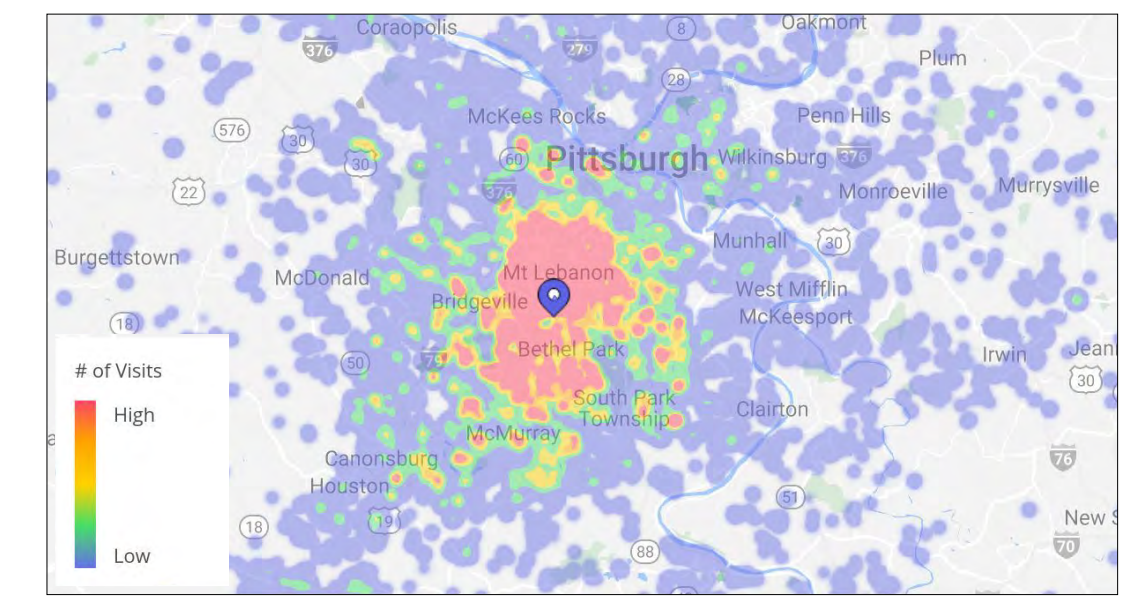 Coraopolis
8
Oakmont
376
279
Plum
28
McKees Rocks
Penn Hills
576
30
30
60
Pittsburgh
Wilkinsburg
376
22
376
Monroeville
Murrysville
Munhall
30
Burgettstown
Mt Lebanon
McDonald
Bridgeville
West Mifflin
McKeesport
18
Bethel Park
Irwin
79
50
30
# of Visits
High
South Park
Township
Clairton
McMurray
Canonsburg
76
Houston
51
19
18
New
70
88
Low